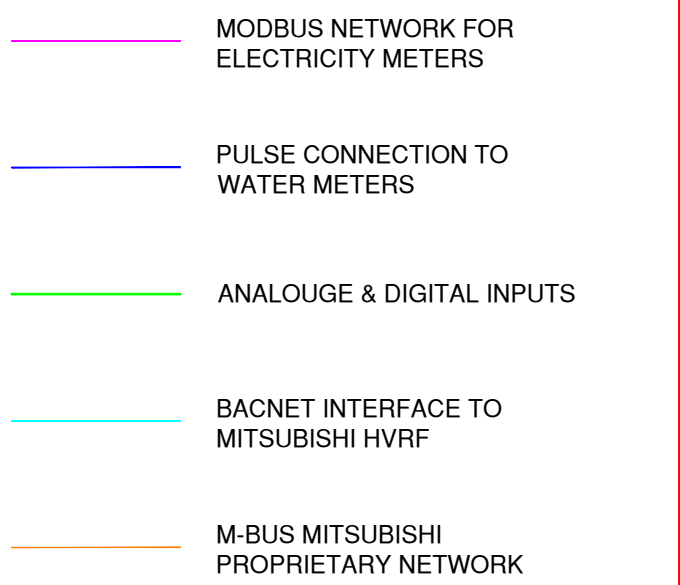 MODBUS NETWORK FOR
ELECTRICITY METERS
PULSE CONNECTION TO
WATER METERS
ANALOUGE & DIGITAL INPUTS
BACNET INTERFACE TO
MITSUBISHI HVRF
M-BUS MITSUBISHI
PROPRIETARY NETWORK